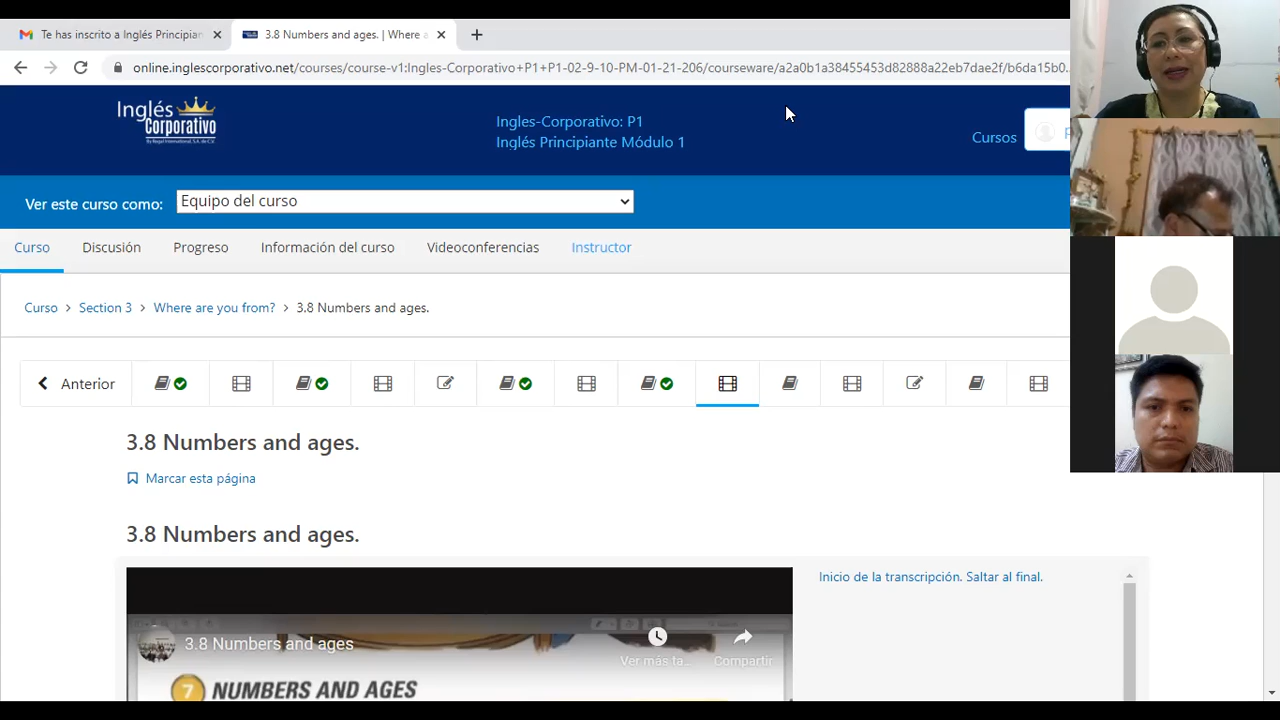 Te has inscrito a Inglés Principian
3.8 Numbers and ages. | Where a
online.inglescorporativo.net/courses/course-v1:Ingles-Corporativo+P1+P1-02-9-10-PM-01-21-206/courseware/a2a0b1a38455453d82888a22eb7dae2f/b6da15b0...
Inglés
Corporativo
By Regal International, S.A. de C.V.
Ingles-Corporativo: P1
Inglés Principiante Módulo 1
Cursos
p
Ver este curso como:
Equipo del curso
Curso
Discusión
Progreso
Información del curso
Videoconferencias
Instructor
Curso > Section 3 > Where are you from? > 3.8 Numbers and ages.
Anterior
3.8 Numbers and ages.
Marcar esta página
3.8 Numbers and ages.
Inicio de la transcripción. Saltar al final.
3.8 Numbers and ages
Ver más ta...
Compartir
7 NUMBERS AND AGES